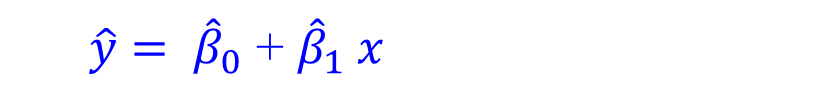 ŷ = β̂₀ + β̂₁ x